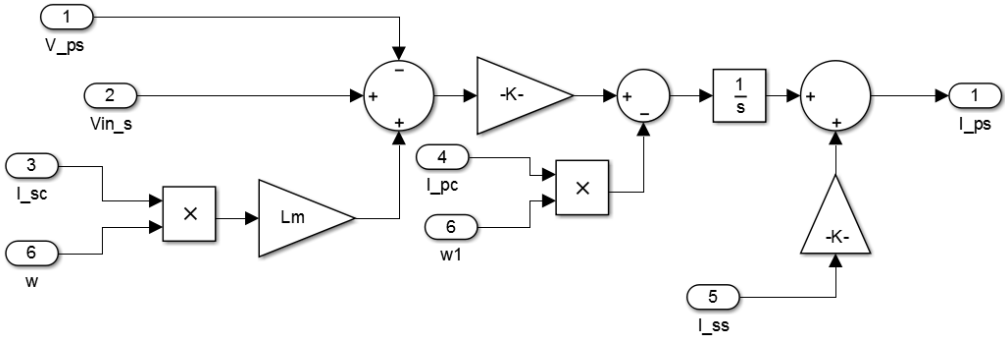 1
V_ps
−
2
Vin_s
+
+
-K-
+
−
1
s
+
+
1
I_ps
3
I_sc
×
Lm
4
I_pc
×
6
w
6
w1
-K-
5
I_ss